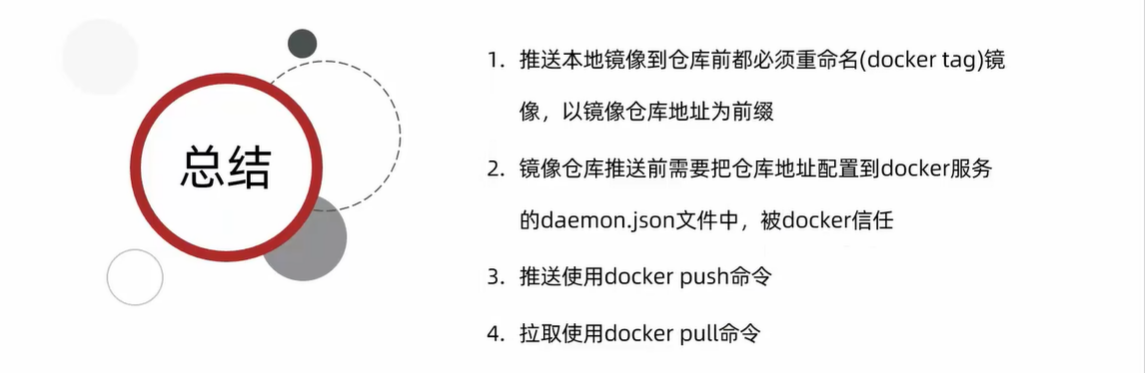 总结
1. 推送本地镜像到仓库前都必须重命名(docker tag)镜
像，以镜像仓库地址为前缀
2. 镜像仓库推送前需要把仓库地址配置到docker服务
的daemon.json文件中，被docker信任
3. 推送使用docker push命令
4. 拉取使用docker pull命令